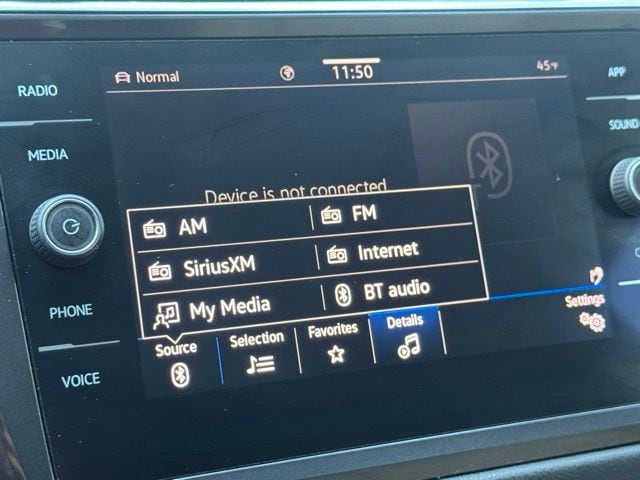 RADIO
MEDIA
PHONE
VOICE
Normal
11:50
45°F
APP
SOUND
Device is not connected
AM
FM
SiriusXM
Internet
My Media
BT audio
Source
Selection
Favorites
Details
Settings